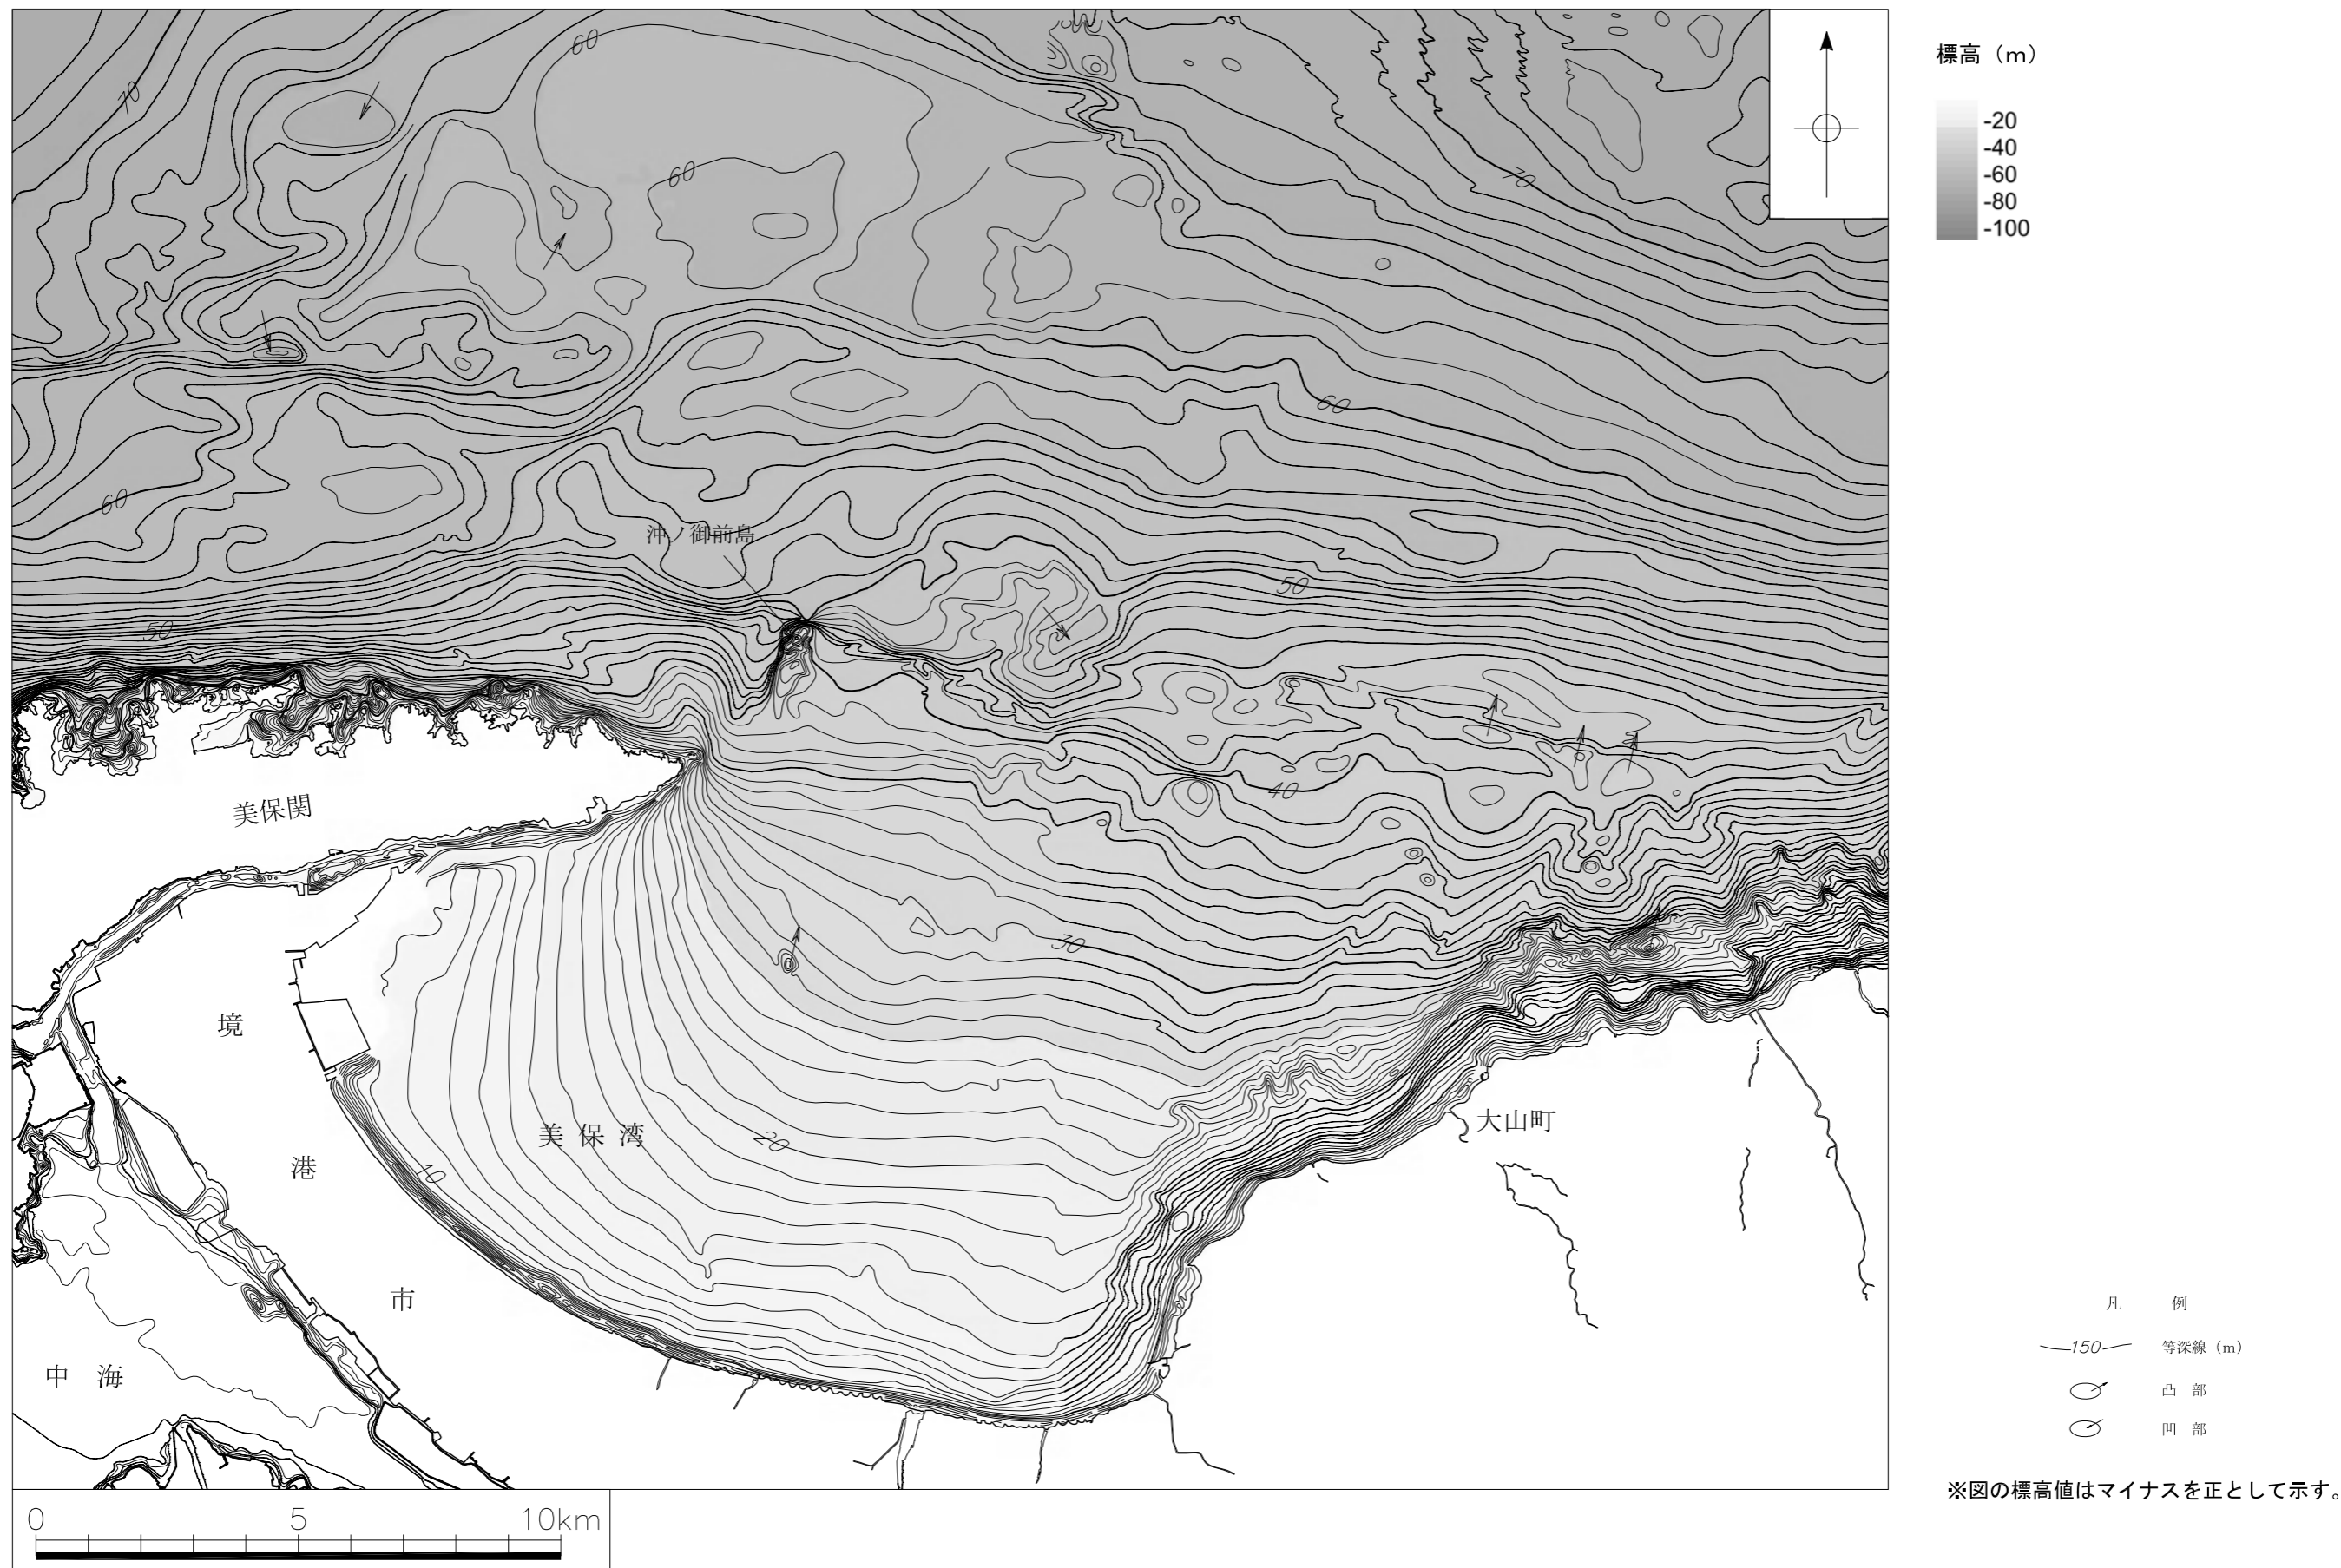 標高（m）
-20
-40
-60
-80
-100
60
70
60
70
60
60
沖ノ御前島
50
50
40
美保関
30
境
港
市
美保湾
20
10
大山町
中海
凡例
150 等深線（m）
凸部
凹部
※図の標高値はマイナスを正として示す。
0 5 10km